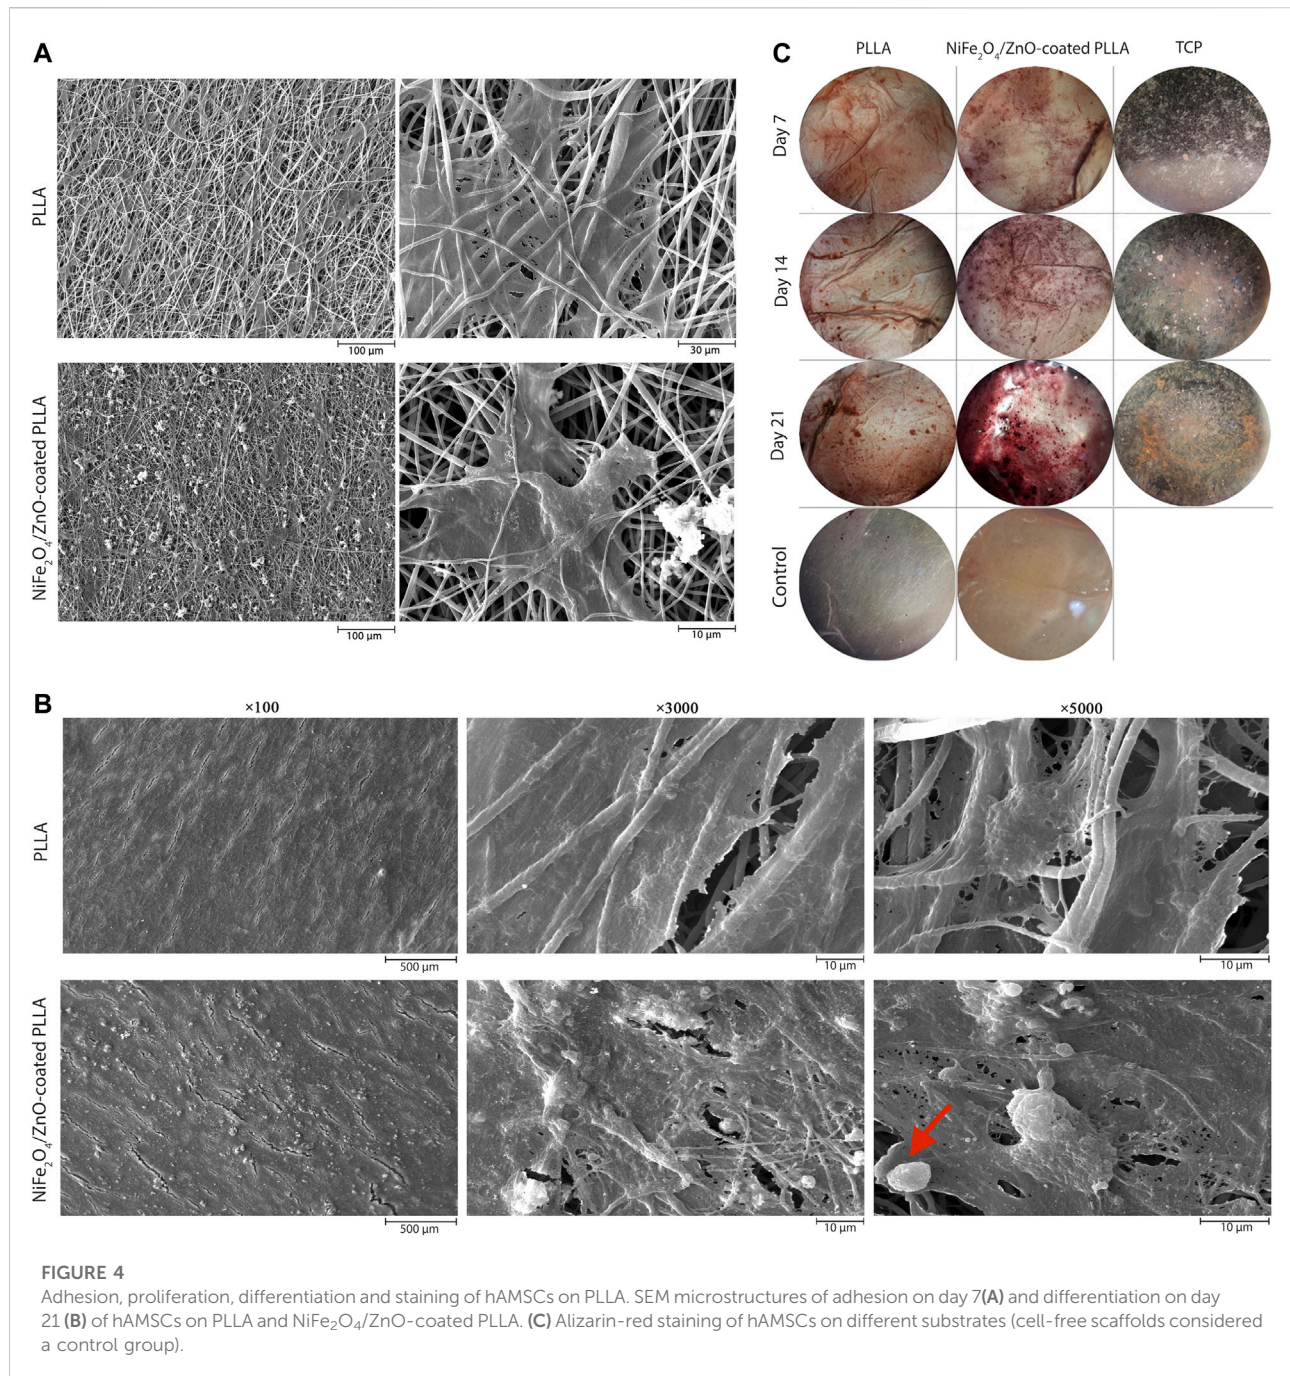 A
PLLA
100 µm
30 µm
NiFe₂O₄/ZnO-coated PLLA
100 µm
10 µm
C
PLLA
NiFe₂O₄/ZnO-coated PLLA
TCP
Day 7
Day 14
Day 21
Control
B
×100
×3000
×5000
PLLA
500 µm
10 µm
10 µm
NiFe₂O₄/ZnO-coated PLLA
500 µm
10 µm
10 µm
FIGURE 4
Adhesion, proliferation, differentiation and staining of hAMSCs on PLLA. SEM microstructures of adhesion on day 7(A) and differentiation on day
21 (B) of hAMSCs on PLLA and NiFe₂O₄/ZnO-coated PLLA. (C) Alizarin-red staining of hAMSCs on different substrates (cell-free scaffolds considered
a control group).